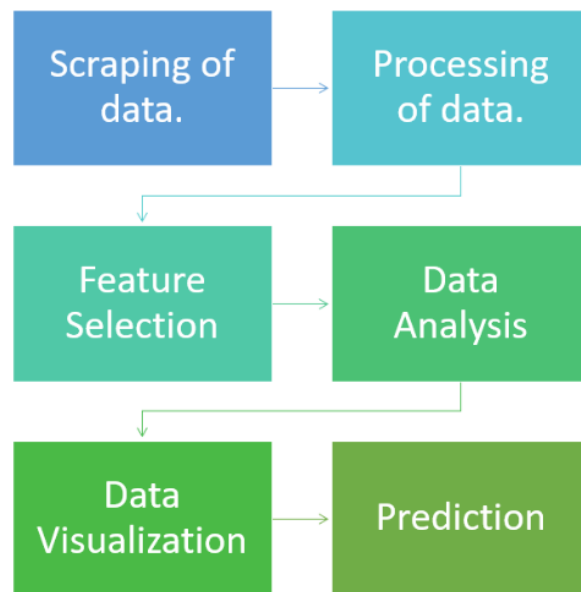 Scraping of
data.
Processing
of data.
Feature
Selection
Data
Analysis
Data
Visualization
Prediction